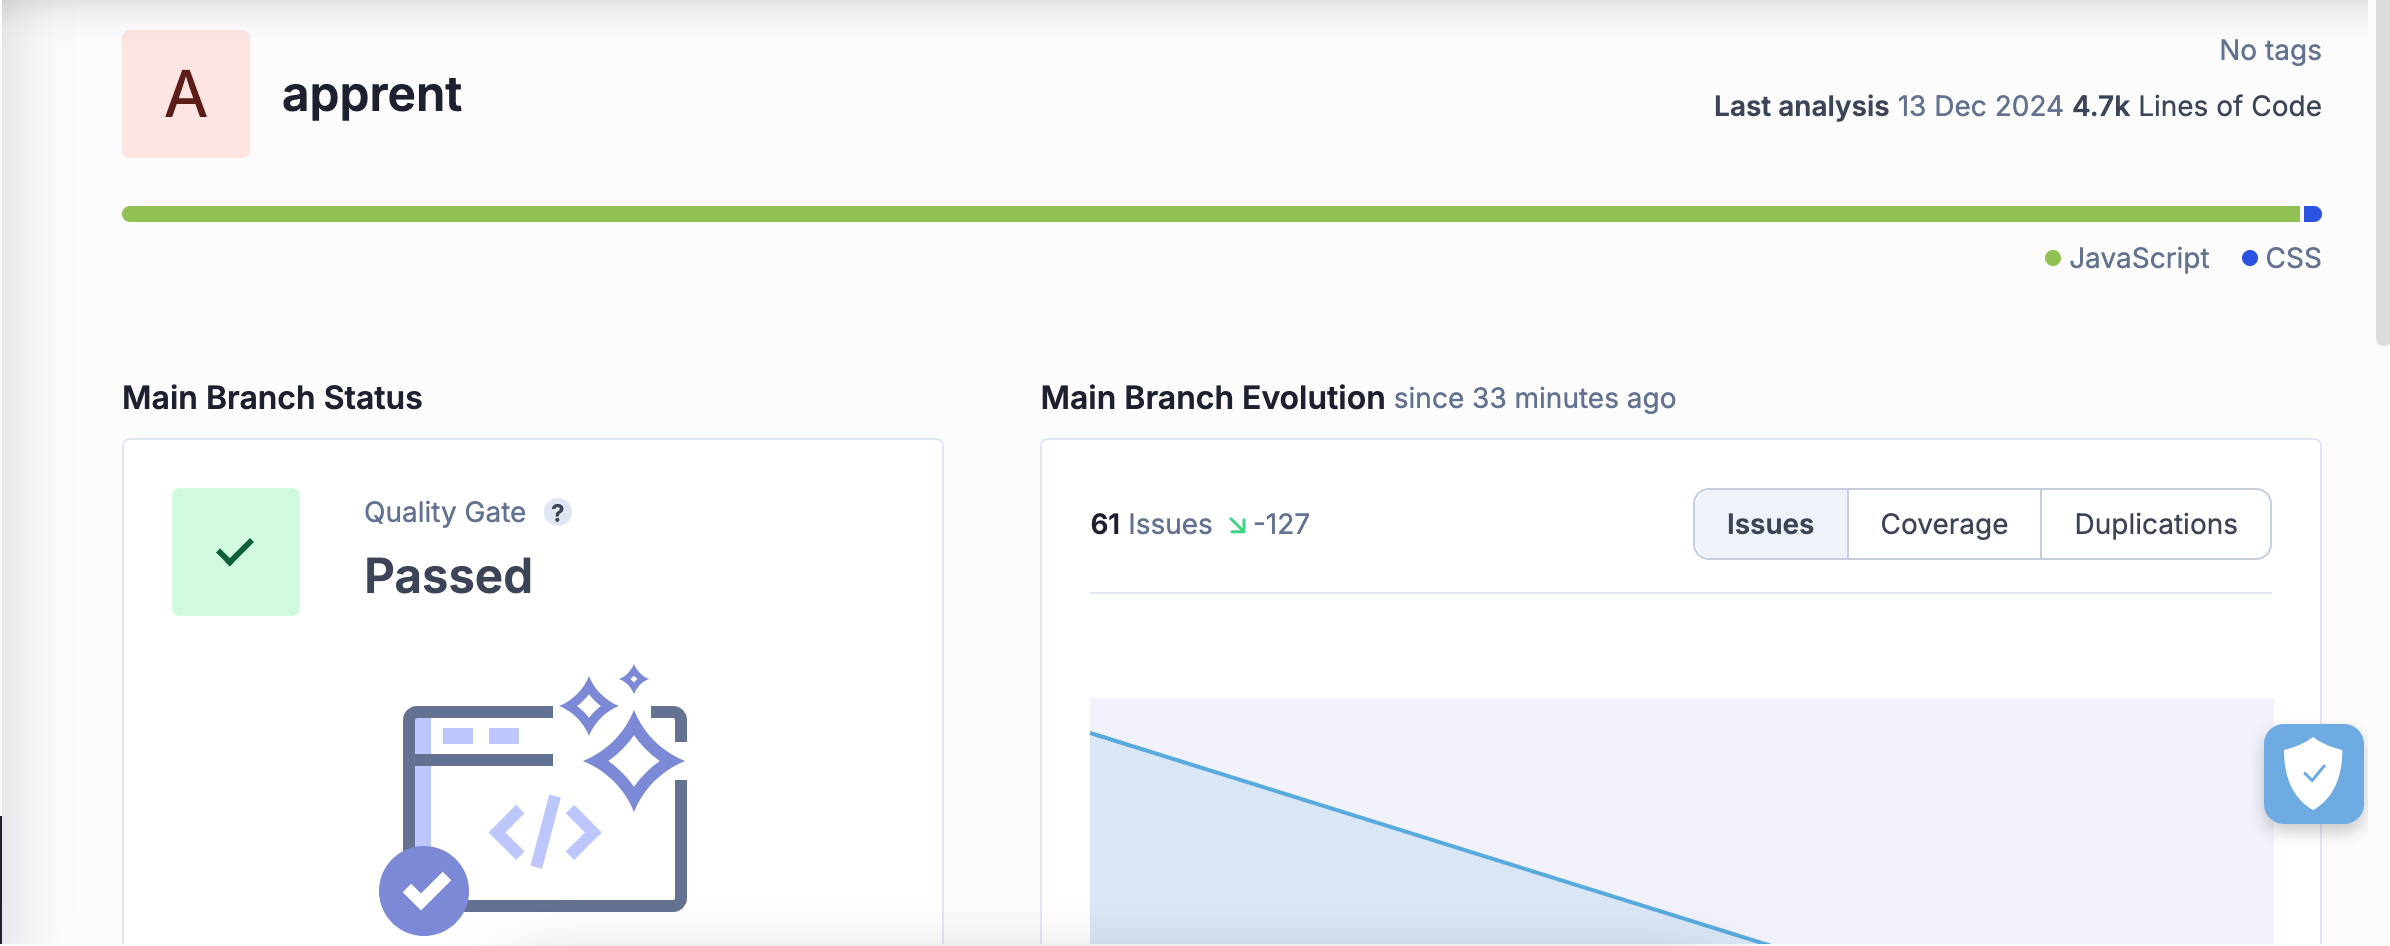 A
apprent
No tags
Last analysis 13 Dec 2024 4.7k Lines of Code
JavaScript CSS
Main Branch Status
Quality Gate ?
Passed
</>
Main Branch Evolution since 33 minutes ago
61 Issues -127
Issues Coverage Duplications